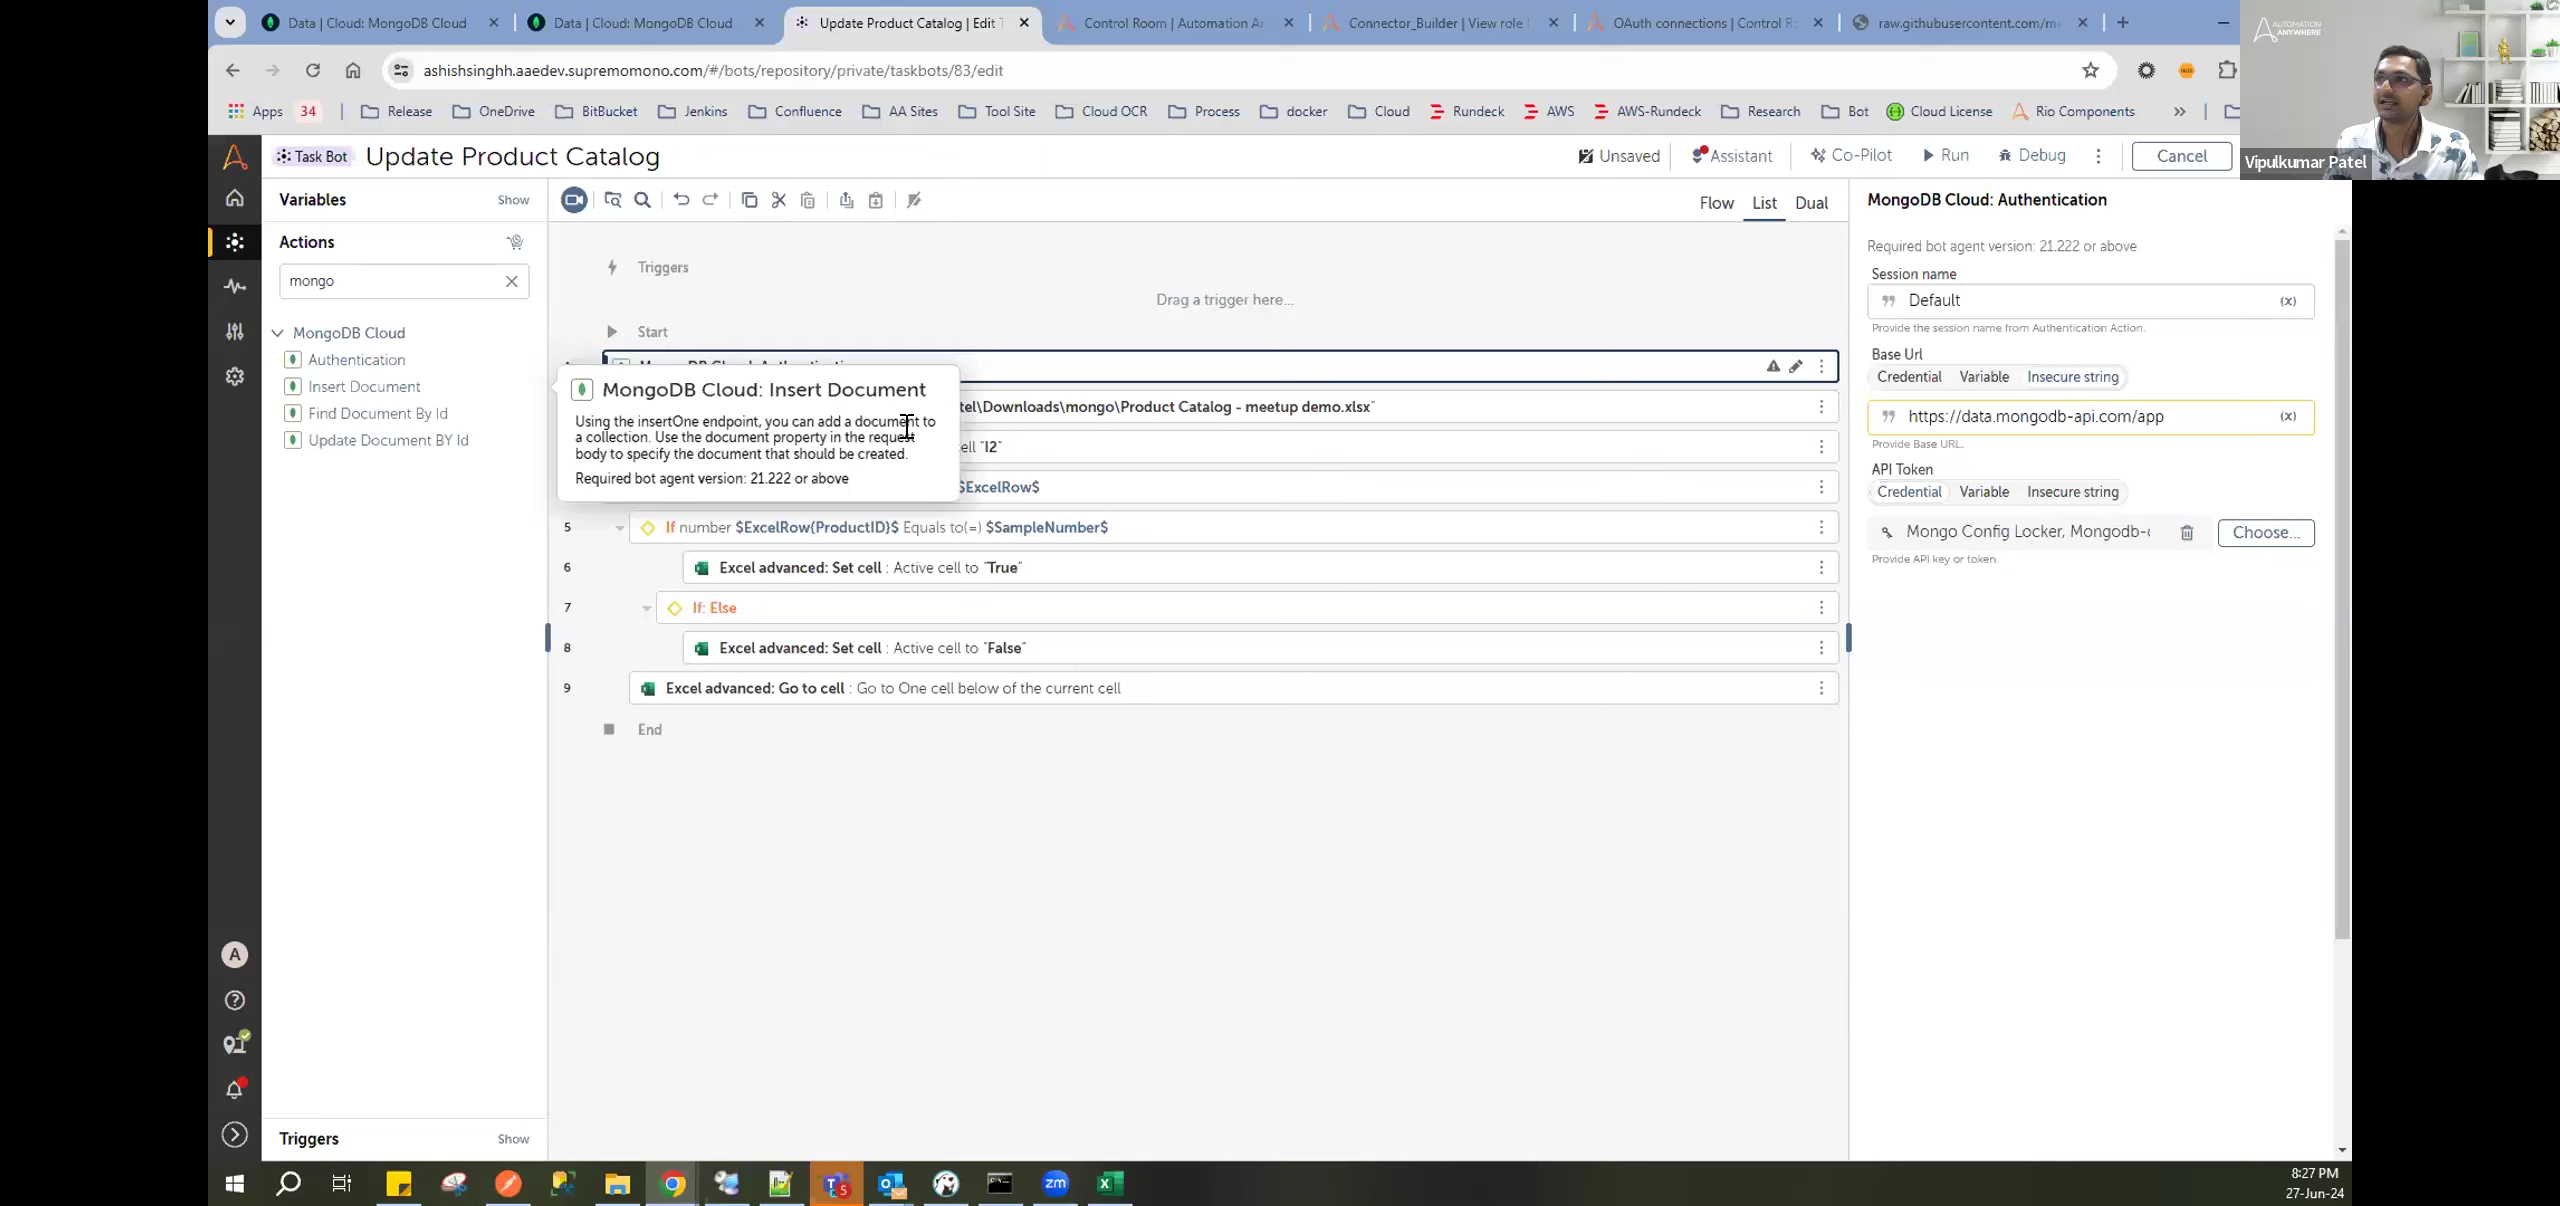 Data | Cloud: MongoDB Cloud
Data | Cloud: MongoDB Cloud
Update Product Catalog | Edit T
Control Room | Automation A
Connector_Builder | View role
OAuth connections | Control R
raw.githubusercontent.com/m
ashishsinghh.aaedev.supremomono.com/#/bots/repository/private/taskbots/83/edit
Apps 34 Release OneDrive BitBucket Jenkins Confluence AA Sites Tool Site Cloud OCR Process docker Cloud Rundeck AWS AWS-Rundeck Research Bot Cloud License Rio Components
AUTOMATION
ANYWHERE
Vipulkumar Patel
Task Bot Update Product Catalog
Unsaved Assistant Co-Pilot Run Debug Cancel
Variables Show
Actions
mongo
MongoDB Cloud
Authentication
Insert Document
Find Document By Id
Update Document BY Id
Triggers Show
Flow List Dual
Triggers
Drag a trigger here...
Start
MongoDB Cloud: Insert Document
Using the insertOne endpoint, you can add a document to
a collection. Use the document property in the request
body to specify the document that should be created.
Required bot agent version: 21.222 or above
tel\Downloads\mongo\Product Catalog - meetup demo.xlsx"
ell "I2"
$ExcelRow$
5 If number $ExcelRow{ProductID}$ Equals to(=) $SampleNumber$
6 Excel advanced: Set cell : Active cell to "True"
7 If: Else
8 Excel advanced: Set cell : Active cell to "False"
9 Excel advanced: Go to cell : Go to One cell below of the current cell
End
MongoDB Cloud: Authentication
Required bot agent version: 21.222 or above
Session name
Default (x)
Provide the session name from Authentication Action.
Base Url
Credential Variable Insecure string
https://data.mongodb-api.com/app (x)
Provide Base URL.
API Token
Credential Variable Insecure string
Mongo Config Locker, Mongodb-c Choose...
Provide API key or token.
A
zm
8:27 PM
27-Jun-24